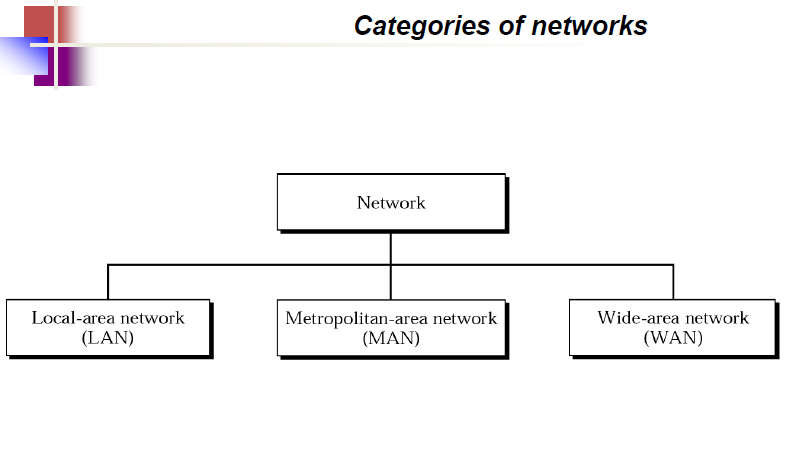 Categories of networks
Network
Local-area network
(LAN)
Metropolitan-area network
(MAN)
Wide-area network
(WAN)